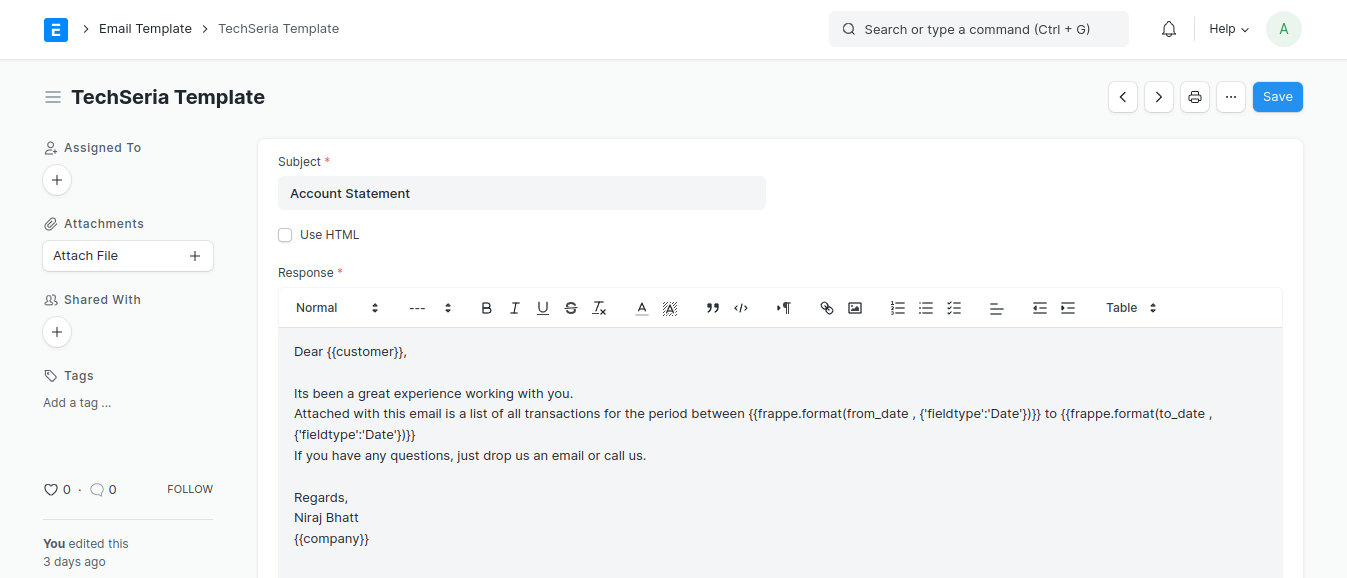 E
Email Template
TechSeria Template
Search or type a command (Ctrl + G)
Help
A
TechSeria Template
Save
Assigned To
Attachments
Attach File
Shared With
Tags
Add a tag ...
0 · 0
FOLLOW
You edited this
3 days ago
Subject *
Account Statement
Use HTML
Response *
Normal
---
Table
Dear {{customer}},
Its been a great experience working with you.
Attached with this email is a list of all transactions for the period between {{frappe.format(from_date , {'fieldtype':'Date'})}} to {{frappe.format(to_date ,
{'fieldtype':'Date'})}}
If you have any questions, just drop us an email or call us.
Regards,
Niraj Bhatt
{{company}}